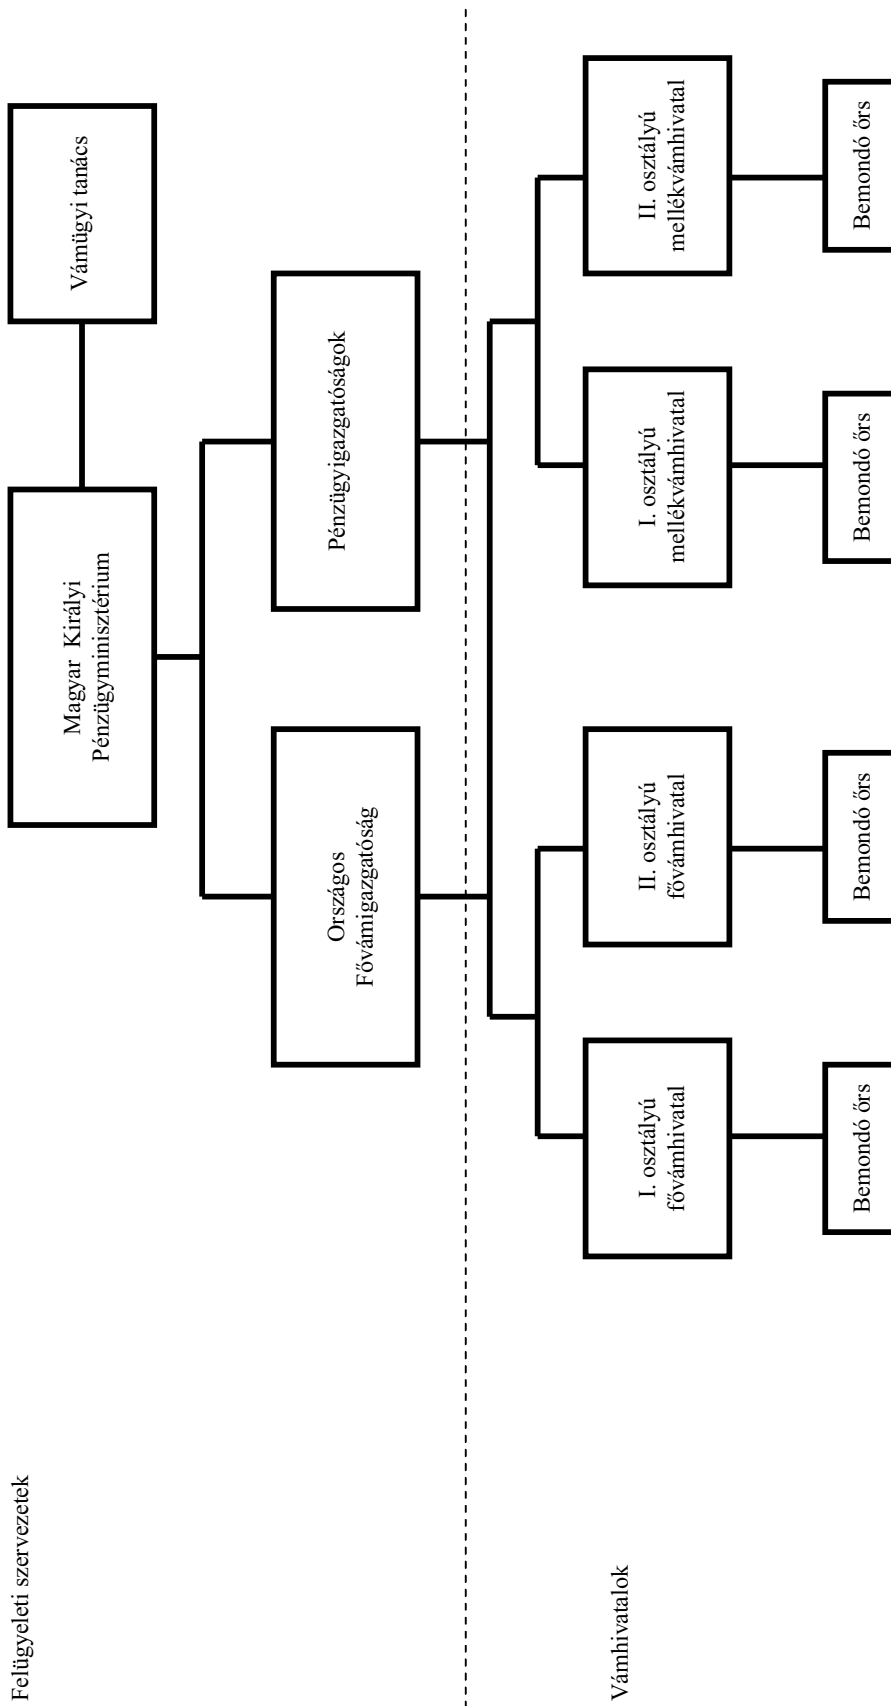 Felügyeleti szervezetek
Magyar Királyi
Pénzügyminisztérium
Vámügyi tanács
Országos
Fővámigazgatóság
Pénzügyigazgatóságok
Vámhivatalok
I. osztályú
fővámhivatal
II. osztályú
fővámhivatal
I. osztályú
mellékvámhivatal
II. osztályú
mellékvámhivatal
Bemondó őrs
Bemondó őrs
Bemondó őrs
Bemondó őrs